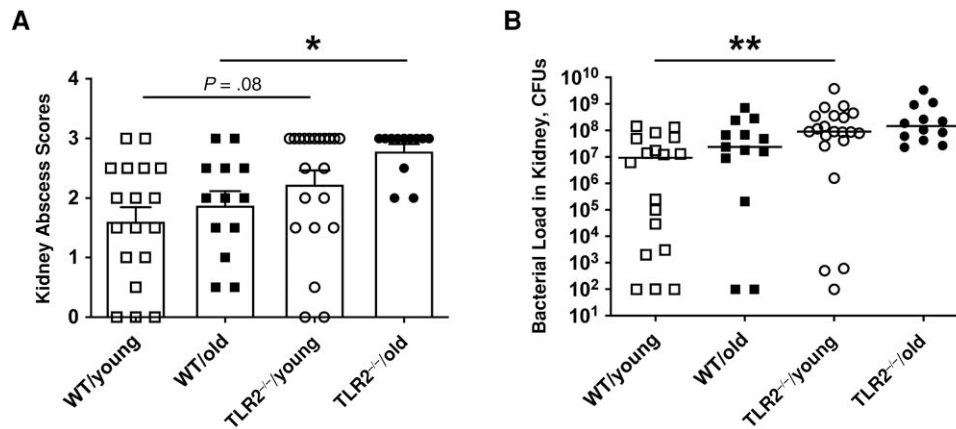 A
*
P = .08
Kidney Abscess Scores
4
3
2
1
0
WT/young
WT/old
TLR2⁻/⁻/young
TLR2⁻/⁻/old
B
**
Bacterial Load in Kidney, CFUs
10¹⁰
10⁹
10⁸
10⁷
10⁶
10⁵
10⁴
10³
10²
10¹
WT/young
WT/old
TLR2⁻/⁻/young
TLR2⁻/⁻/old